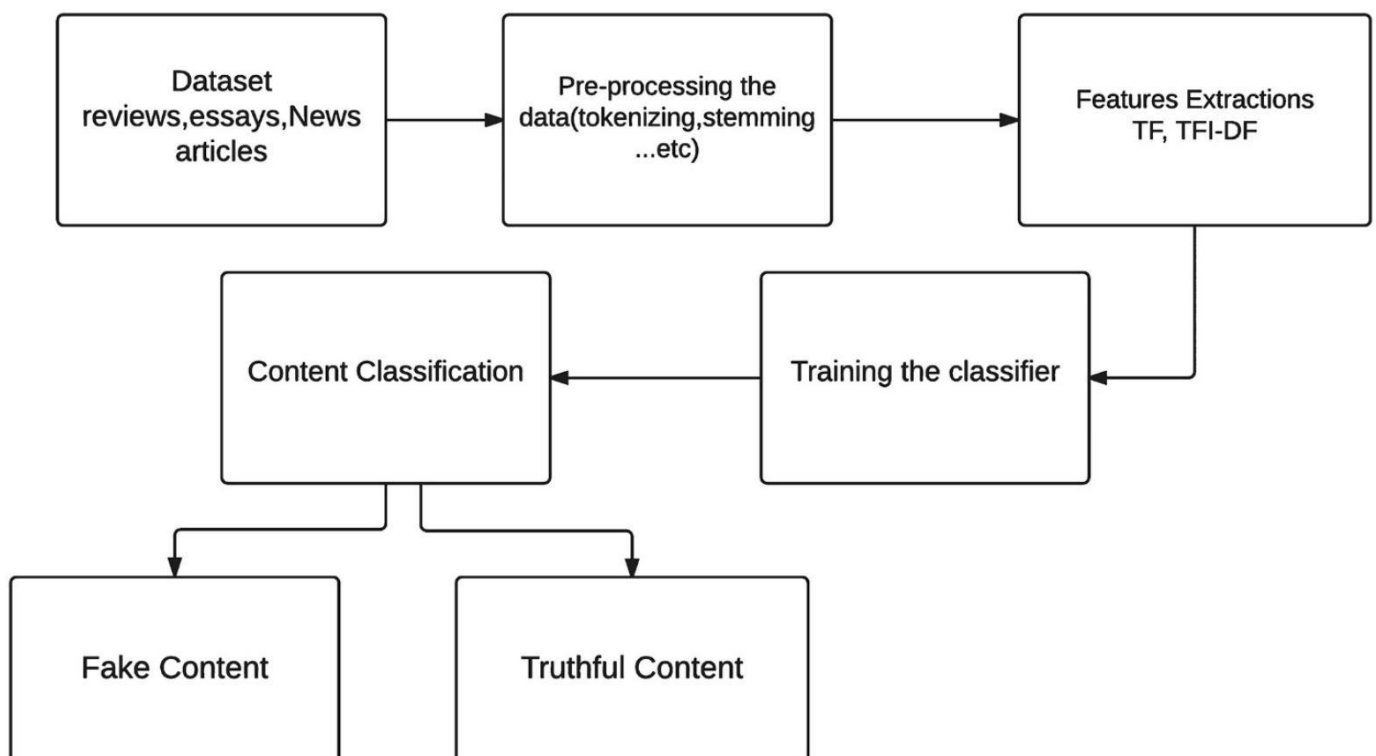 Dataset
reviews,essays,News
articles
Pre-processing the
data(tokenizing,stemming
...etc)
Features Extractions
TF, TFI-DF
Content Classification
Training the classifier
Fake Content
Truthful Content